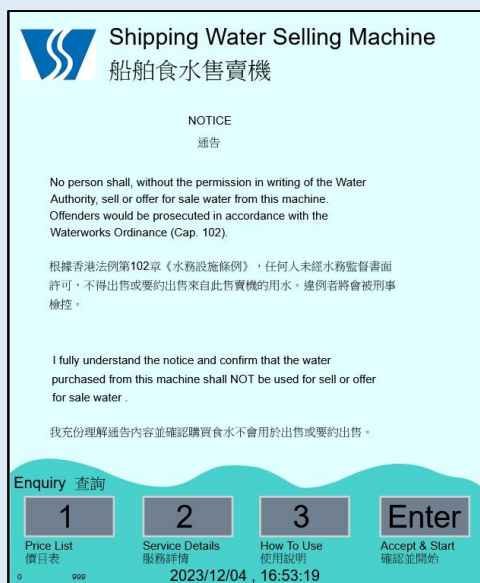 Shipping Water Selling Machine
船舶食水售賣機
NOTICE
通告
No person shall, without the permission in writing of the Water
Authority, sell or offer for sale water from this machine.
Offenders would be prosecuted in accordance with the
Waterworks Ordinance (Cap. 102).
根據香港法例第102章《水務設施條例》，任何人未經水務監督書面
許可，不得出售或要約出售來自此售賣機的用水。違例者將會被刑事
檢控。
I fully understand the notice and confirm that the water
purchased from this machine shall NOT be used for sell or offer
for sale water .
我充份理解通告內容並確認購買食水不會用於出售或要約出售。
Enquiry 查詢
1 2 3 Enter
Price List Service Details How To Use Accept & Start
價目表 服務詳情 使用說明 確認並開始
0 999 2023/12/04 , 16:53:19